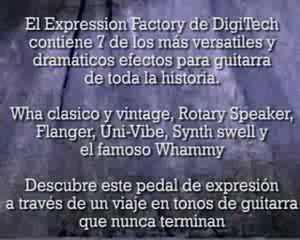 El Expression Factory de DigiTech
contiene 7 de los más versatiles y
dramáticos efectos para guitarra
de toda la historia.
Wha clasico y vintage, Rotary Speaker,
Flanger, Uni-Vibe, Synth swell y
el famoso Whammy
Descubre este pedal de expresión
a través de un viaje en tonos de guitarra
que nunca terminan